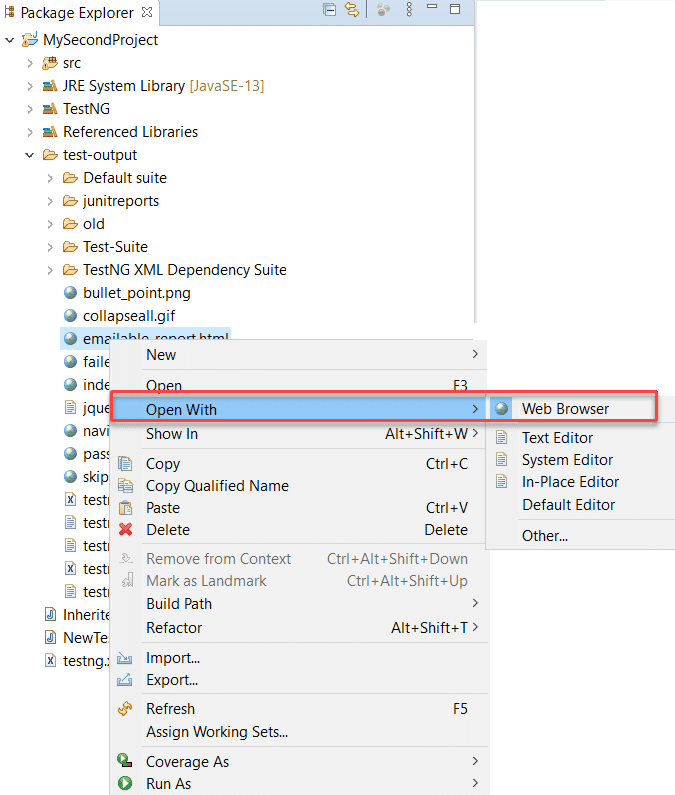 Package Explorer
MySecondProject
src
JRE System Library [JavaSE-13]
TestNG
Referenced Libraries
test-output
Default suite
junitreports
old
Test-Suite
TestNG XML Dependency Suite
bullet_point.png
collapseall.gif
emailable-report.html
faile
inde
jque
navi
pass
skip
testn
testn
testn
testn
testn
Inherite
NewTes
testng.x
New
Open F3
Open With
Show In Alt+Shift+W
Copy Ctrl+C
Copy Qualified Name
Paste Ctrl+V
Delete Delete
Remove from Context Ctrl+Alt+Shift+Down
Mark as Landmark Ctrl+Alt+Shift+Up
Build Path
Refactor Alt+Shift+T
Import...
Export...
Refresh F5
Assign Working Sets...
Coverage As
Run As
Web Browser
Text Editor
System Editor
In-Place Editor
Default Editor
Other...